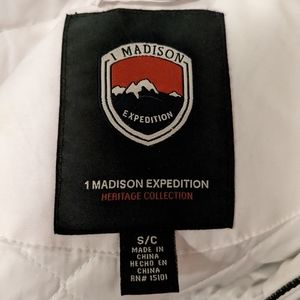 1 MADISON
EXPEDITION
1 MADISON EXPEDITION
HERITAGE COLLECTION
S/C
MADE IN
CHINA
HECHO EN
CHINA
RN# 15101